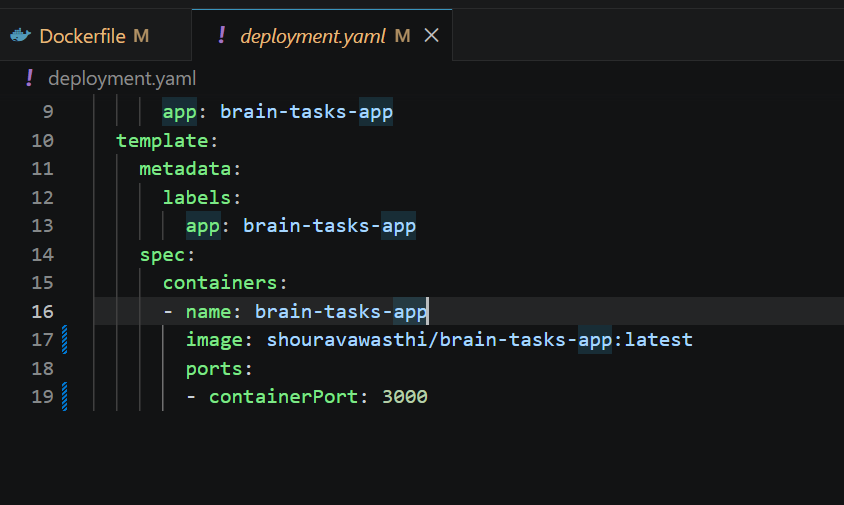 Dockerfile M
! deployment.yaml M
! deployment.yaml
9 app: brain-tasks-app
10 template:
11 metadata:
12 labels:
13 app: brain-tasks-app
14 spec:
15 containers:
16 - name: brain-tasks-app
17 image: shouravawasthi/brain-tasks-app:latest
18 ports:
19 - containerPort: 3000